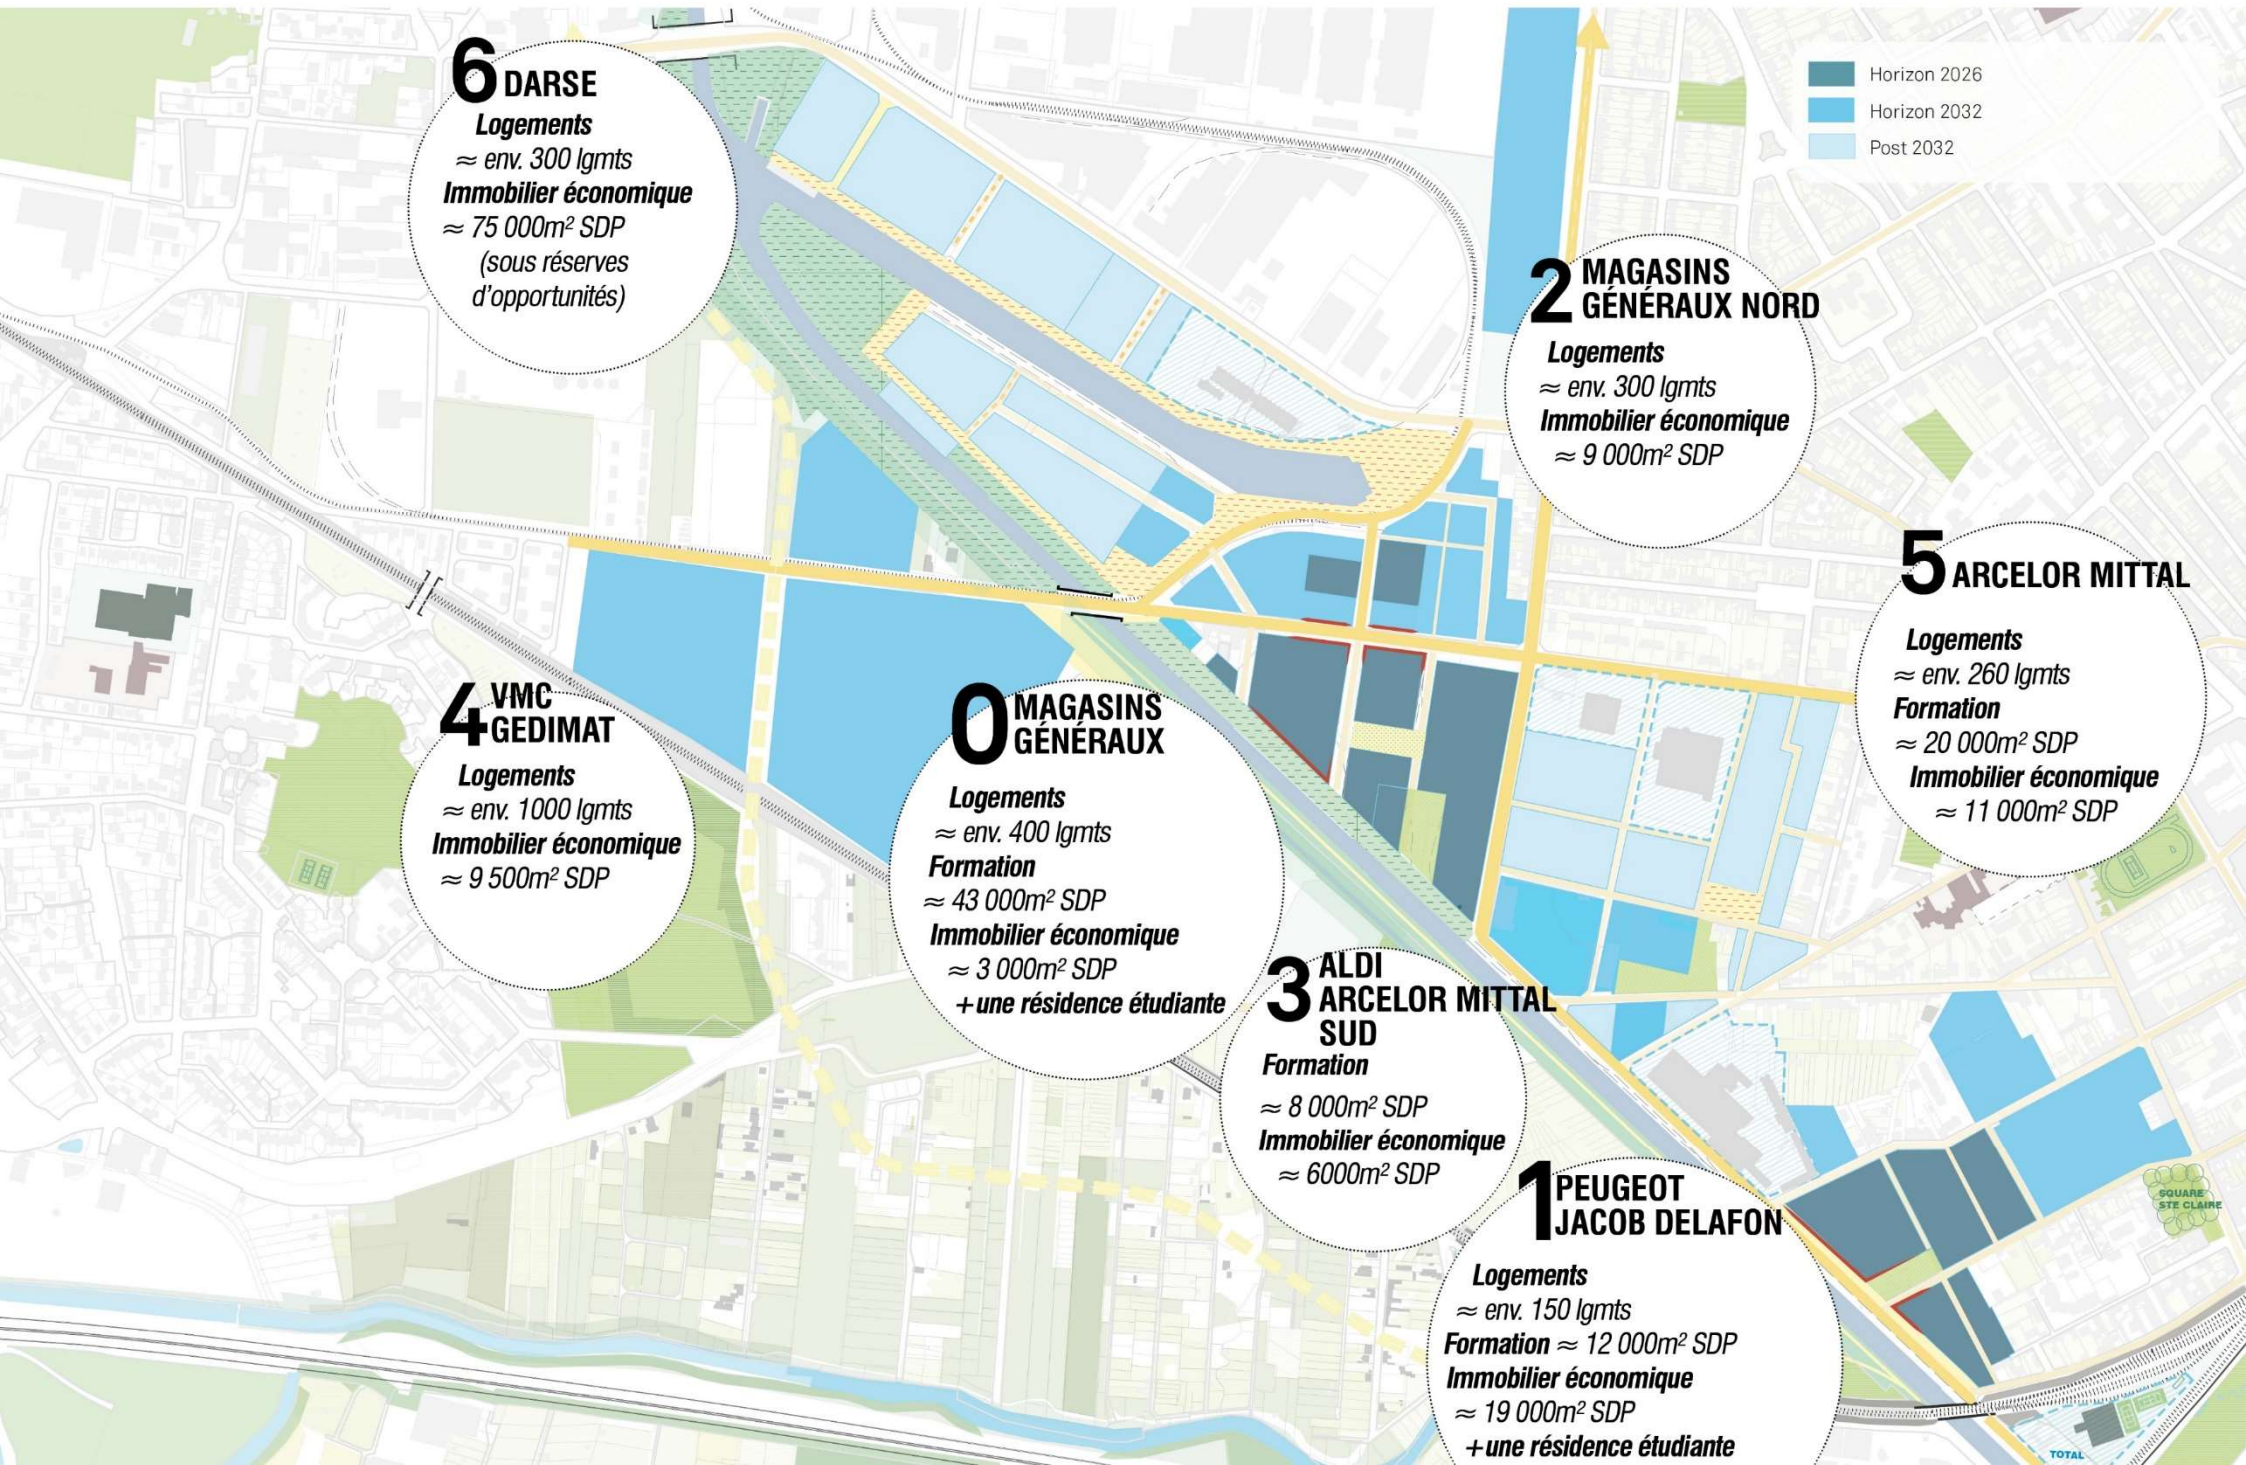 6 DARSE
Logements
≈ env. 300 lgmts
Immobilier économique
≈ 75 000m² SDP
(sous réserves
d'opportunités)
Horizon 2026
Horizon 2032
Post 2032
2 MAGASINS
GÉNÉRAUX NORD
Logements
≈ env. 300 lgmts
Immobilier économique
≈ 9 000m² SDP
5 ARCELOR MITTAL
Logements
≈ env. 260 lgmts
Formation
≈ 20 000m² SDP
Immobilier économique
≈ 11 000m² SDP
4 VMC
GEDIMAT
Logements
≈ env. 1000 lgmts
Immobilier économique
≈ 9 500m² SDP
0 MAGASINS
GÉNÉRAUX
Logements
≈ env. 400 lgmts
Formation
≈ 43 000m² SDP
Immobilier économique
≈ 3 000m² SDP
+une résidence étudiante
3 ALDI
ARCELOR MITTAL
SUD
Formation
≈ 8 000m² SDP
Immobilier économique
≈ 6000m² SDP
1 PEUGEOT
JACOB DELAFON
Logements
≈ env. 150 lgmts
Formation ≈ 12 000m² SDP
Immobilier économique
≈ 19 000m² SDP
+une résidence étudiante
SQUARE
STE CLAIRE
TOTAL